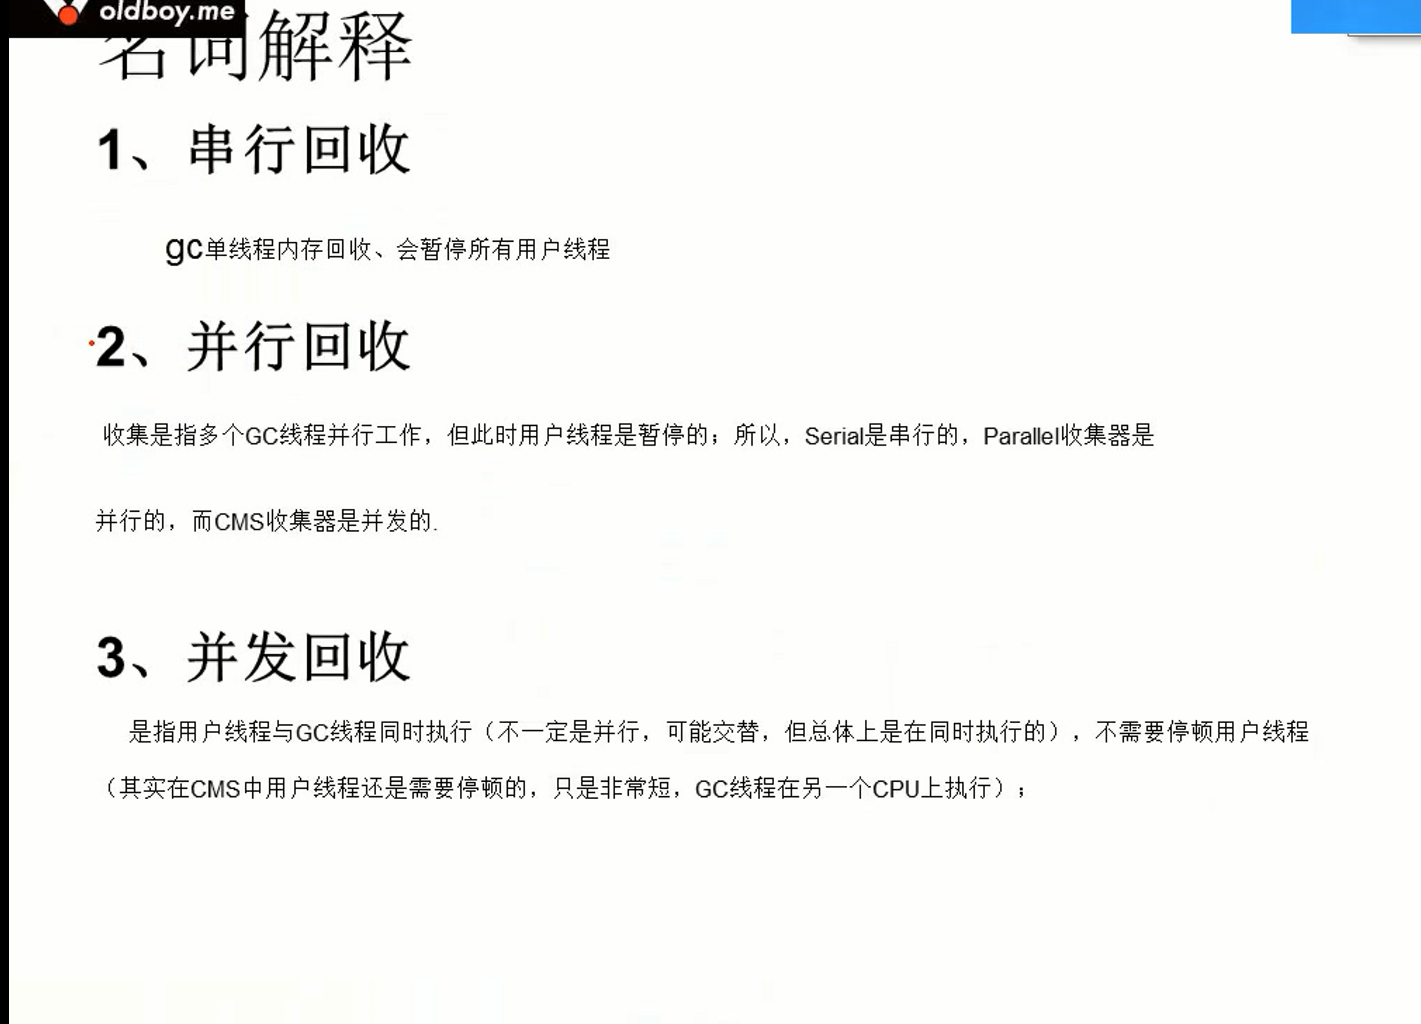 oldboy.me
名词解释
1、串行回收
gc单线程内存回收、会暂停所有用户线程
2、并行回收
收集是指多个GC线程并行工作，但此时用户线程是暂停的；所以，Serial是串行的，Parallel收集器是
并行的，而CMS收集器是并发的.
3、并发回收
是指用户线程与GC线程同时执行（不一定是并行，可能交替，但总体上是在同时执行的），不需要停顿用户线程
（其实在CMS中用户线程还是需要停顿的，只是非常短，GC线程在另一个CPU上执行）；